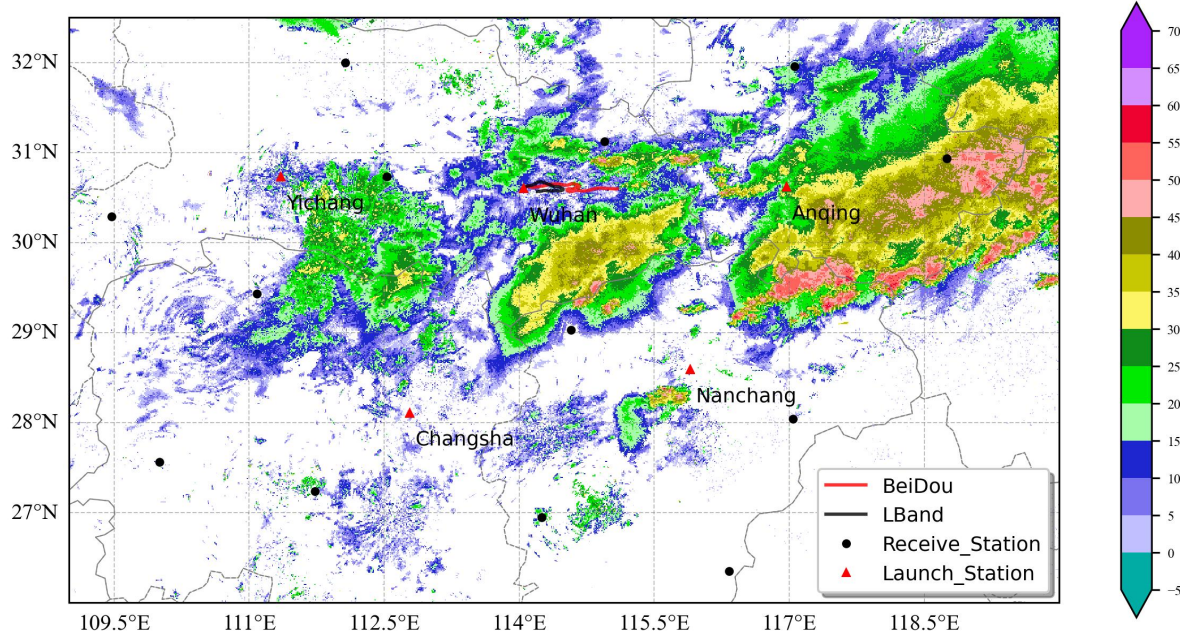 32°N
31°N
30°N
29°N
28°N
27°N
109.5°E
111°E
112.5°E
114°E
115.5°E
117°E
118.5°E
Yichang
Wuhan
Anqing
Nanchang
Changsha
BeiDou
LBand
Receive_Station
Launch_Station
70
65
60
55
50
45
40
35
30
25
20
15
10
5
0
−5